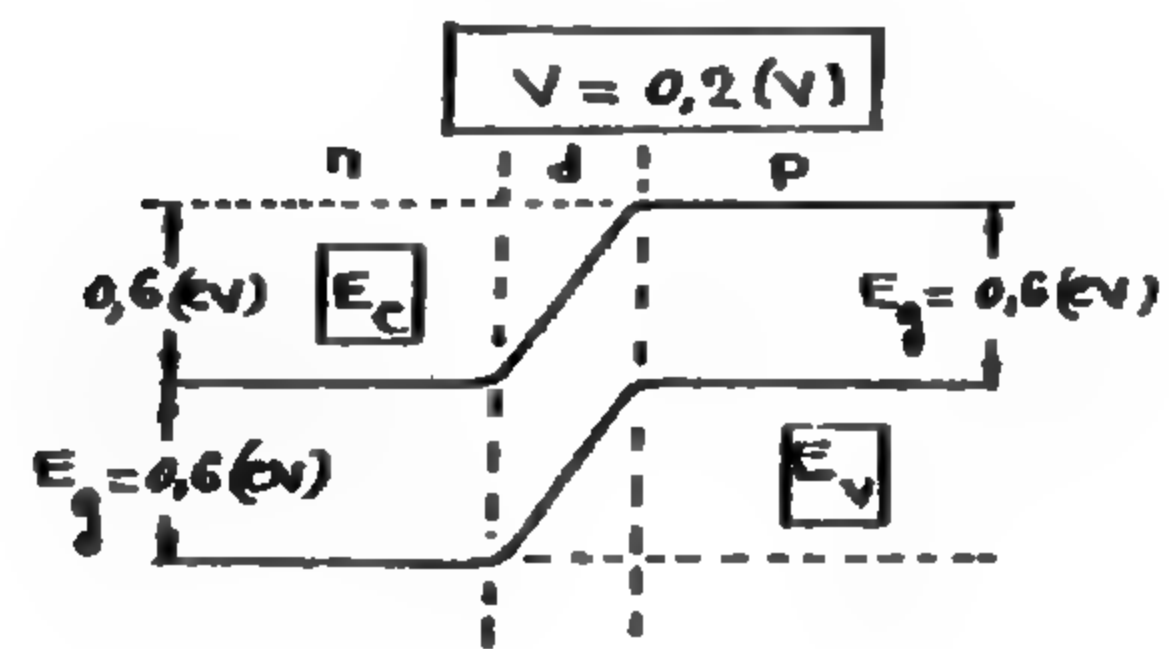 V = 0,2(V)
n d p
0,6(eV) E_C E_g = 0,6(eV)
E_g = 0,6(eV) E_v